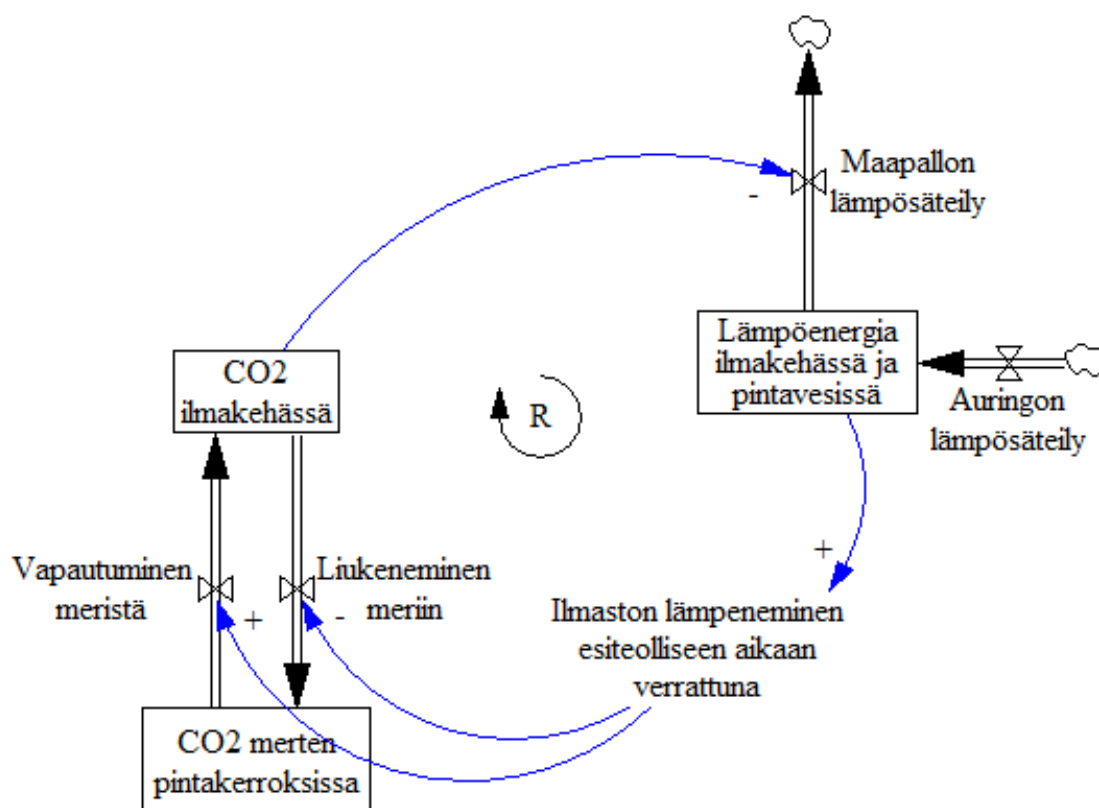 Maapallon
lämpösäteily
-
Lämpöenergia
ilmakehässä ja
pintavesissä
Auringon
lämpösäteily
CO2
ilmakehässä
R
+
Vapautuminen
meristä
+
Liukeneminen
meriin
-
Ilmaston lämpeneminen
esiteolliseen aikaan
verrattuna
CO2 merten
pintakerroksissa